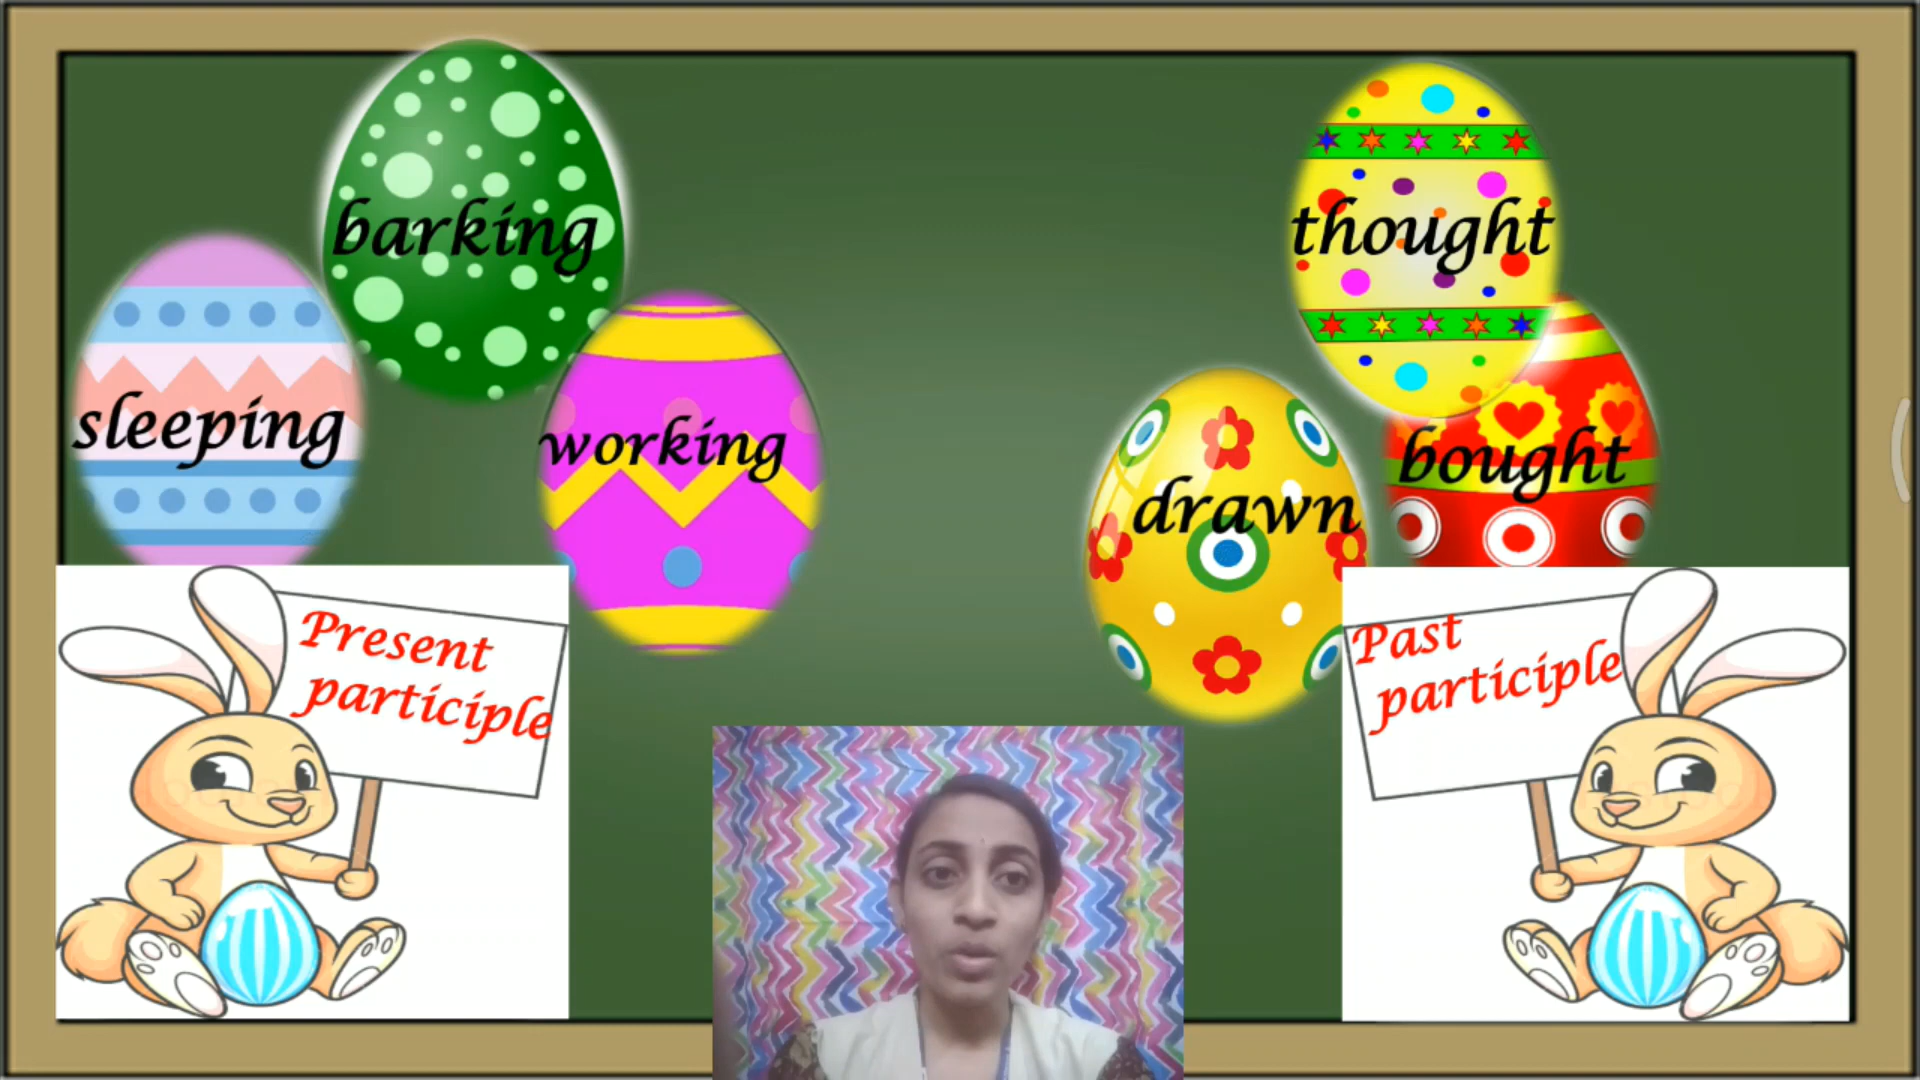 barking
sleeping
working
thought
bought
drawn
Present
participle
Past
participle